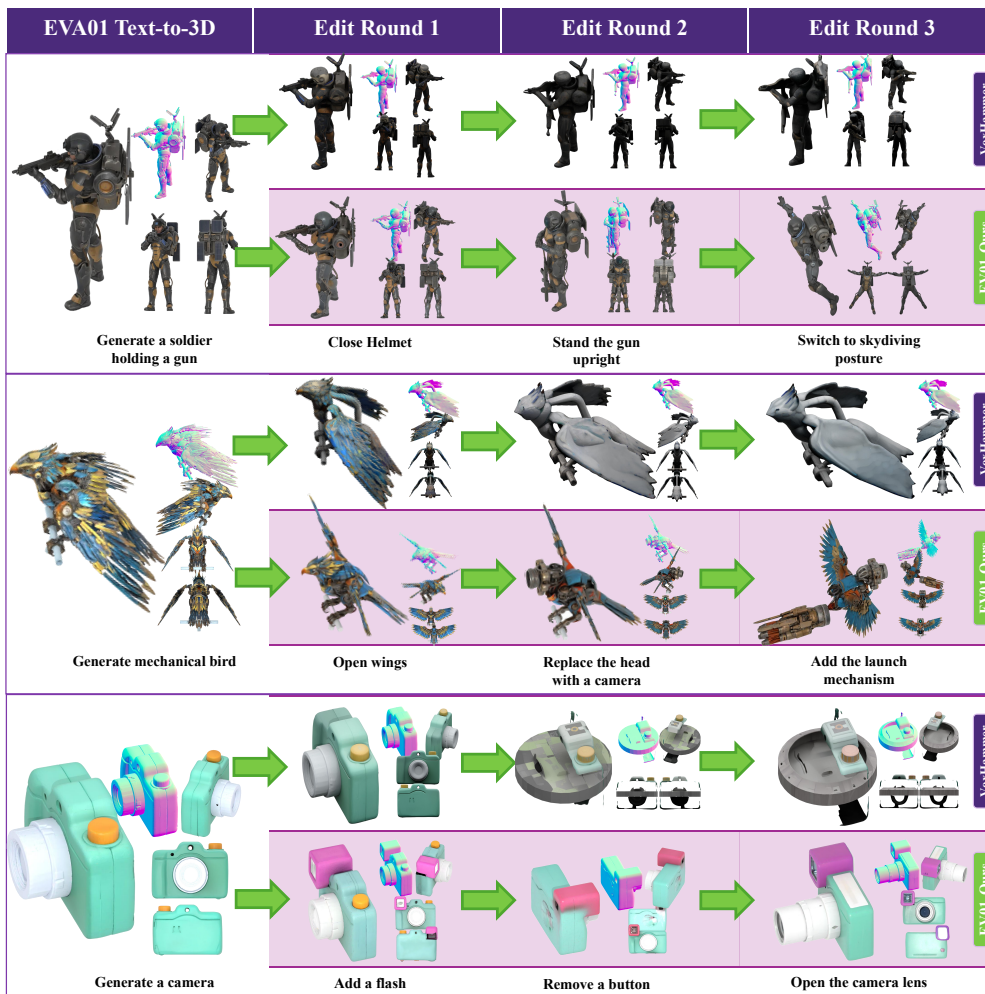 EVA01 Text-to-3D
Edit Round 1
Edit Round 2
Edit Round 3
Generate a soldier
holding a gun
Close Helmet
Stand the gun
upright
Switch to skydiving
posture
Generate mechanical bird
Open wings
Replace the head
with a camera
Add the launch
mechanism
Generate a camera
Add a flash
Remove a button
Open the camera lens